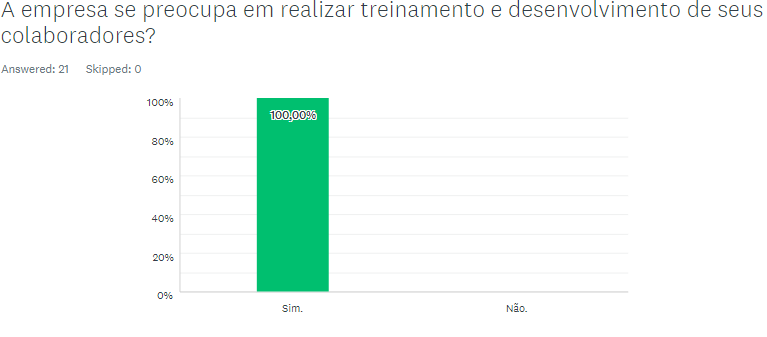 A empresa se preocupa em realizar treinamento e desenvolvimento de seus
colaboradores?
Answered: 21 Skipped: 0
100%
100,00%
80%
60%
40%
20%
0%
Sim. Não.